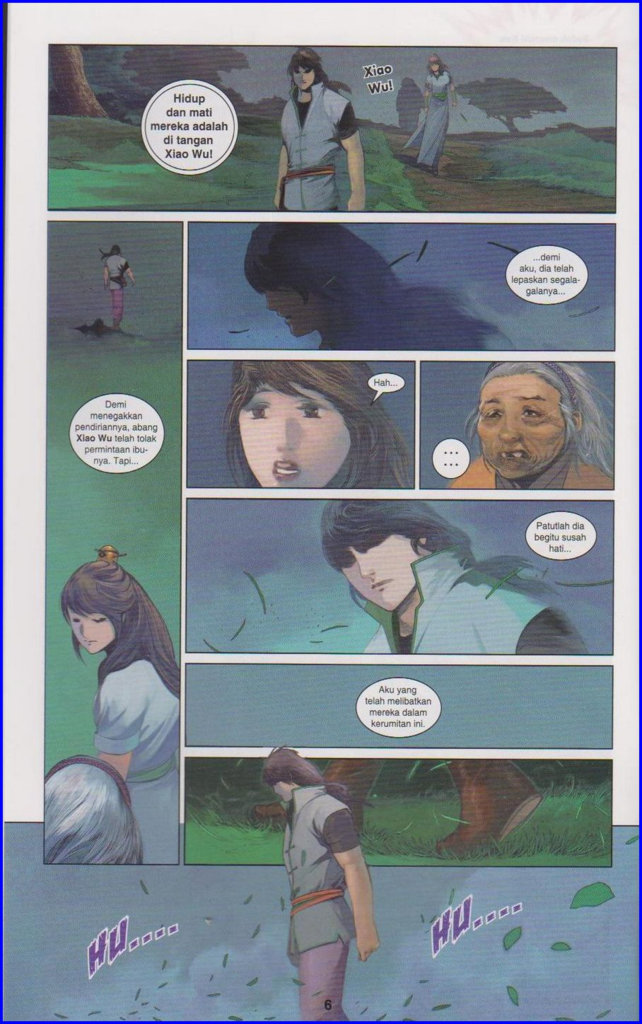 Hidup
dan mati
mereka adalah
di tangan
Xiao Wu!
Xiao
Wu!
...demi
aku, dia telah
lepaskan segala-
galanya...
Demi
menegakkan
pendiriannya, abang
Xiao Wu telah tolak
permintaan ibu-
nya. Tapi...
Hah...
...
...
Patutlah dia
begitu susah
hati...
Aku yang
telah melibatkan
mereka dalam
kerumitan ini.
HU....
HU....
6